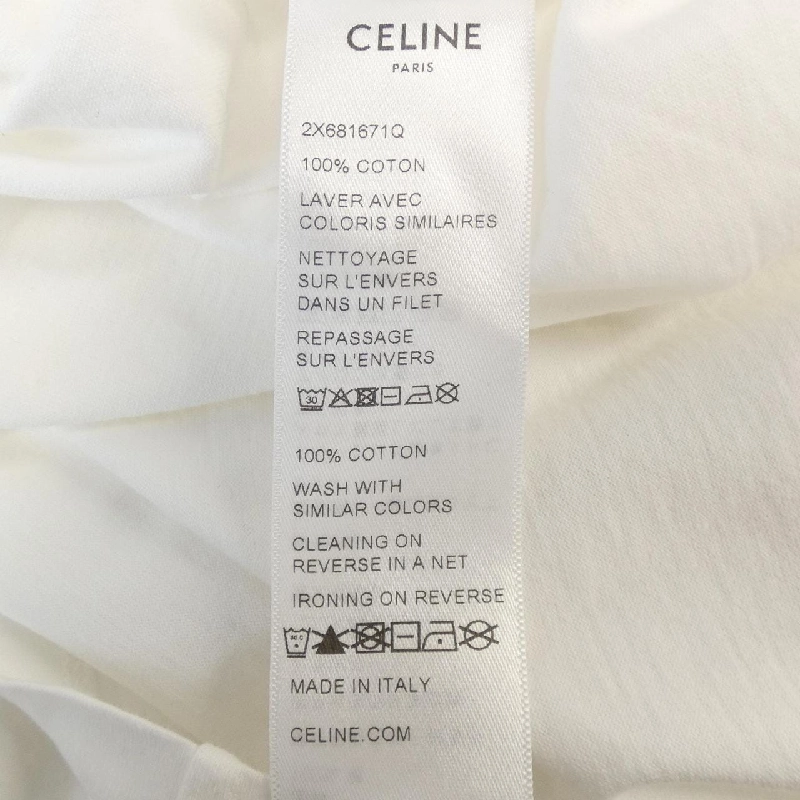 CELINE
PARIS
2X681671Q
100% COTON
LAVER AVEC
COLORIS SIMILAIRES
NETTOYAGE
SUR L'ENVERS
DANS UN FILET
REPASSAGE
SUR L'ENVERS
30
100% COTTON
WASH WITH
SIMILAR COLORS
CLEANING ON
REVERSE IN A NET
IRONING ON REVERSE
MADE IN ITALY
CELINE.COM